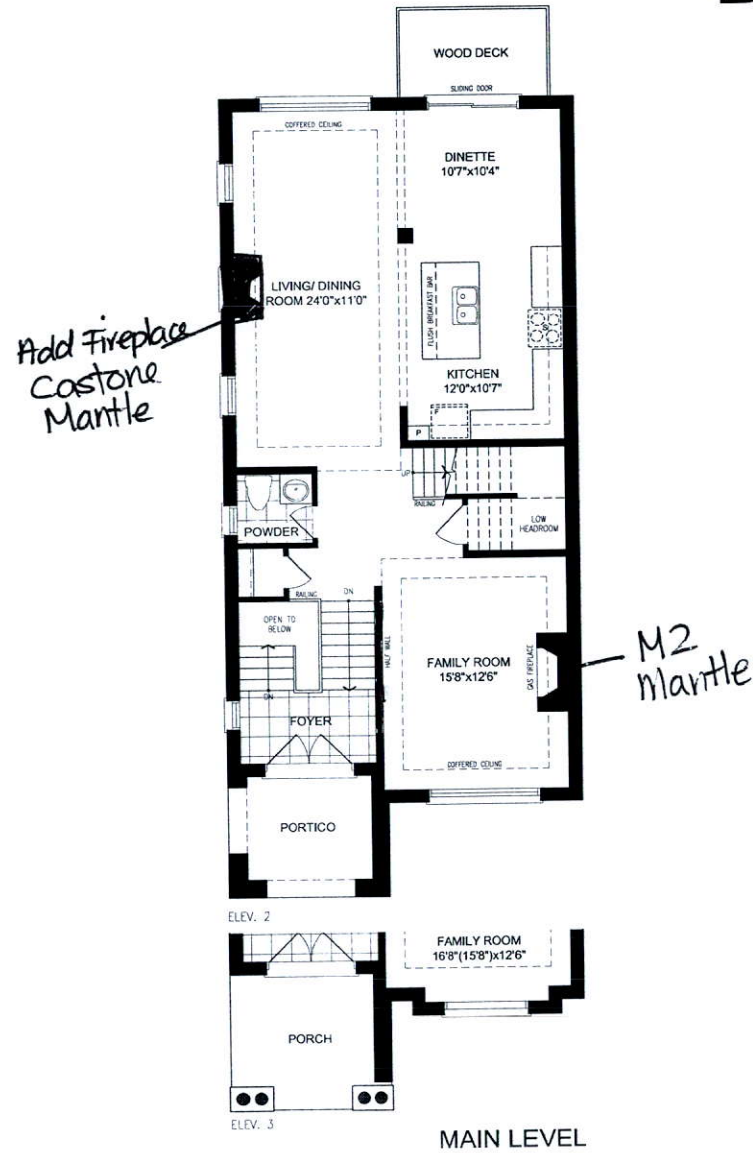 WOOD DECK
SLIDING DOOR
COFFERED CEILING
DINETTE
10'7"x10'4"
LIVING/ DINING
ROOM 24'0"x11'0"
FLUSH BREAKFAST BAR
Add Fireplace
Castone
Mantle
KITCHEN
12'0"x10'7"
F
P
UP
RAILING
LOW
HEADROOM
POWDER
RAILING
DN
OPEN TO
BELOW
HALF WALL
FAMILY ROOM
15'8"x12'6"
GAS FIREPLACE
M2
Mantle
DN
FOYER
COFFERED CEILING
PORTICO
ELEV. 2
FAMILY ROOM
16'8"(15'8")x12'6"
PORCH
ELEV. 3
MAIN LEVEL